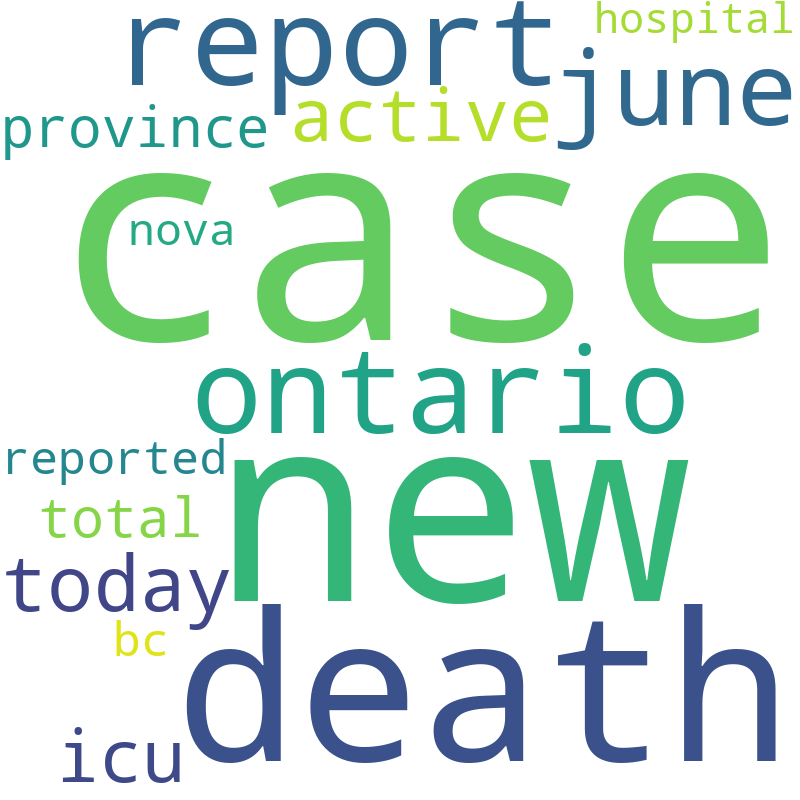 hospital
report
june
province active
case
nova
ontario
new
reported
total
today
death
bc
icu